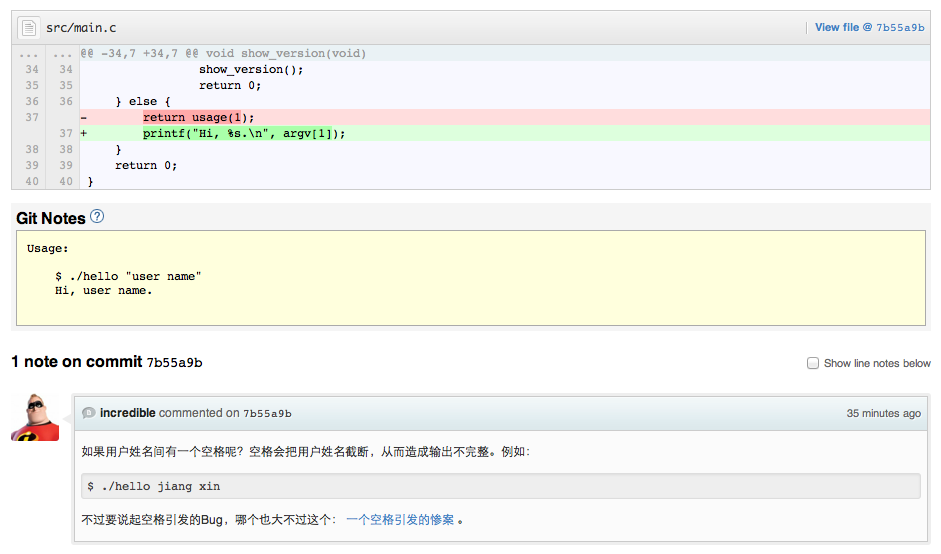 src/main.c
View file @ 7b55a9b
... ... @@ -34,7 +34,7 @@ void show_version(void)
34 34 show_version();
35 35 return 0;
36 36 } else {
37 - return usage(1);
37 + printf("Hi, %s.\n", argv[1]);
38 38 }
39 39 return 0;
40 40 }
Git Notes ?
Usage:
$ ./hello "user name"
Hi, user name.
1 note on commit 7b55a9b
Show line notes below
incredible commented on 7b55a9b
35 minutes ago
如果用户姓名间有一个空格呢？空格会把用户姓名截断，从而造成输出不完整。例如：
$ ./hello jiang xin
不过要说起空格引发的Bug，哪个也大不过这个： 一个空格引发的惨案 。